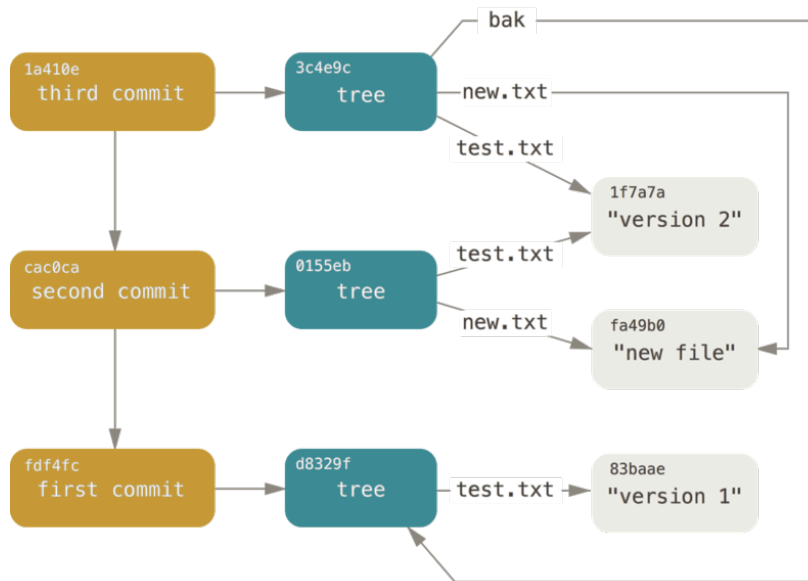 bak
1a410e
third commit
3c4e9c
tree
new.txt
test.txt
1f7a7a
"version 2"
cac0ca
second commit
0155eb
tree
test.txt
new.txt
fa49b0
"new file"
fdf4fc
first commit
d8329f
tree
test.txt
83baae
"version 1"